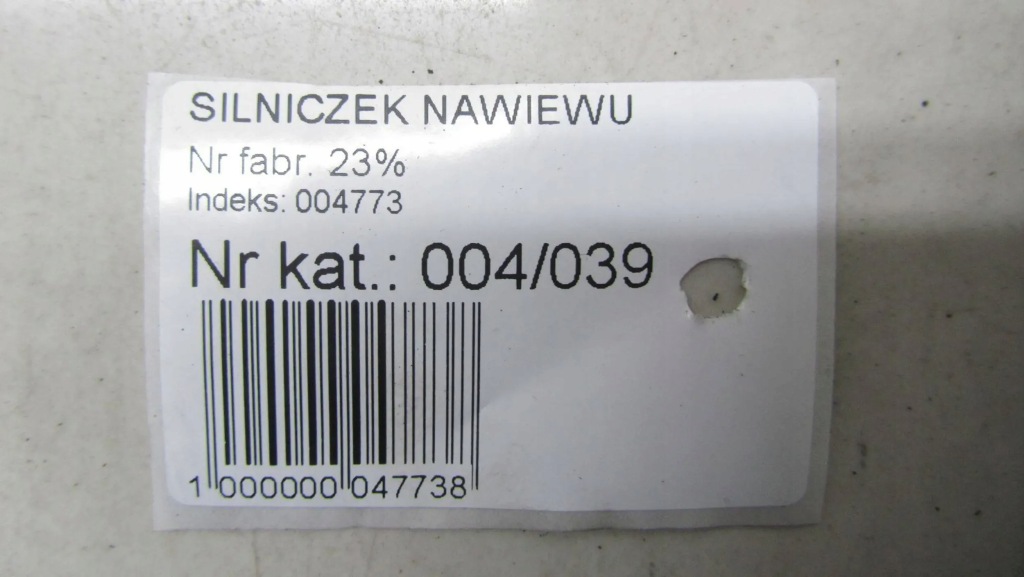 SILNICZEK NAWIEWU
Nr fabr. 23%
Indeks: 004773
Nr kat.: 004/039
1 000000 047738